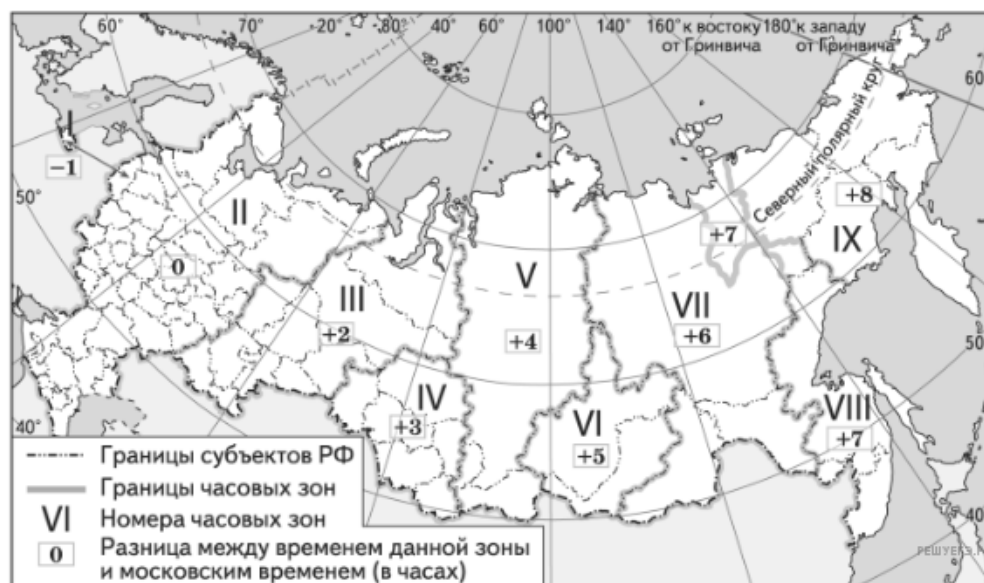 60° 40° 20° 60° 80° 100° 120° 140° 160° к востоку 180° к западу
от Гринвича от Гринвича
60°
Северный полярный круг
I
−1
50°
II
0
+8
IX
+7
V
III
VII
+2
+4
+6
50°
IV
+3
VI
+5
VIII
+7
40°
40°
Границы субъектов РФ
Границы часовых зон
VI Номера часовых зон
0 Разница между временем данной зоны
и московским временем (в часах)